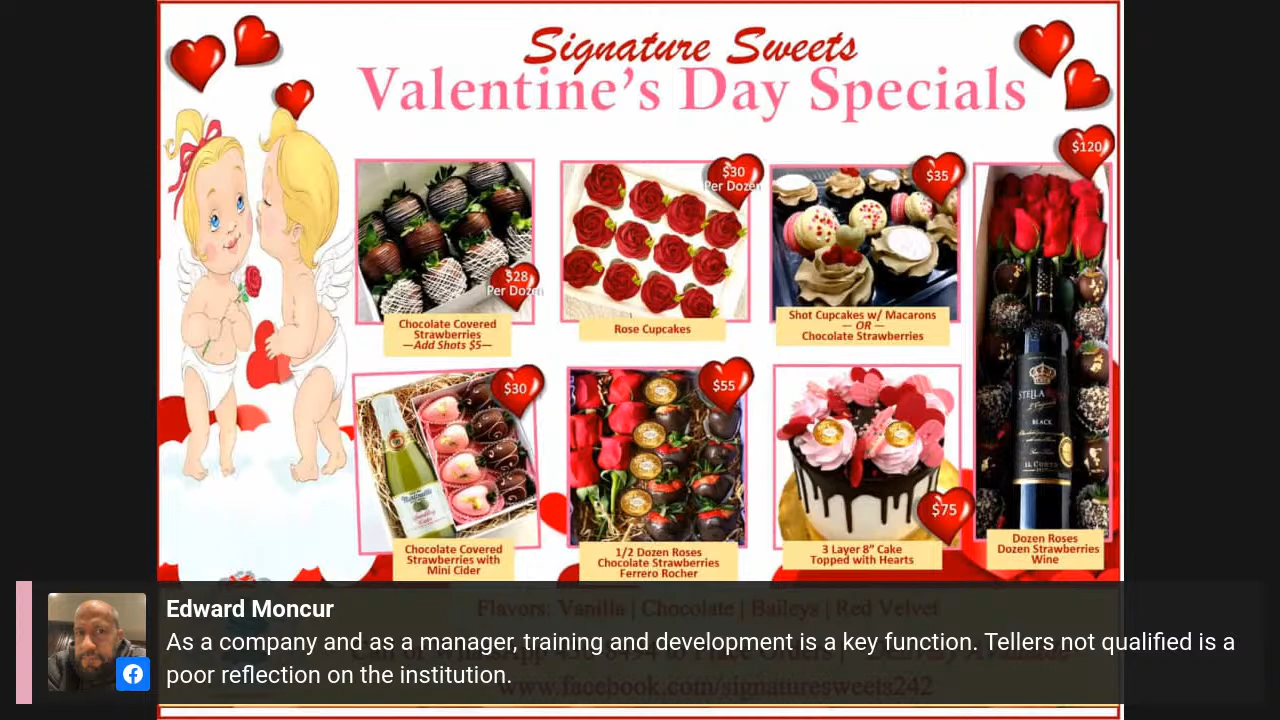 Signature Sweets
Valentine's Day Specials
$120
$30
Per Dozen
$35
$28
Per Dozen
Chocolate Covered
Strawberries
—Add Shots $5—
Rose Cupcakes
Shot Cupcakes w/ Macarons
— OR —
Chocolate Strawberries
$30
$55
$75
STELLA
BLACK
Chocolate Covered
Strawberries with
Mini Cider
1/2 Dozen Roses
Chocolate Strawberries
Ferrero Rocher
3 Layer 8" Cake
Topped with Hearts
Dozen Roses
Dozen Strawberries
Wine
Flavors: Vanilla | Chocolate | Baileys | Red Velvet
www.facebook.com/signaturesweets242
Edward Moncur
As a company and as a manager, training and development is a key function. Tellers not qualified is a
poor reflection on the institution.